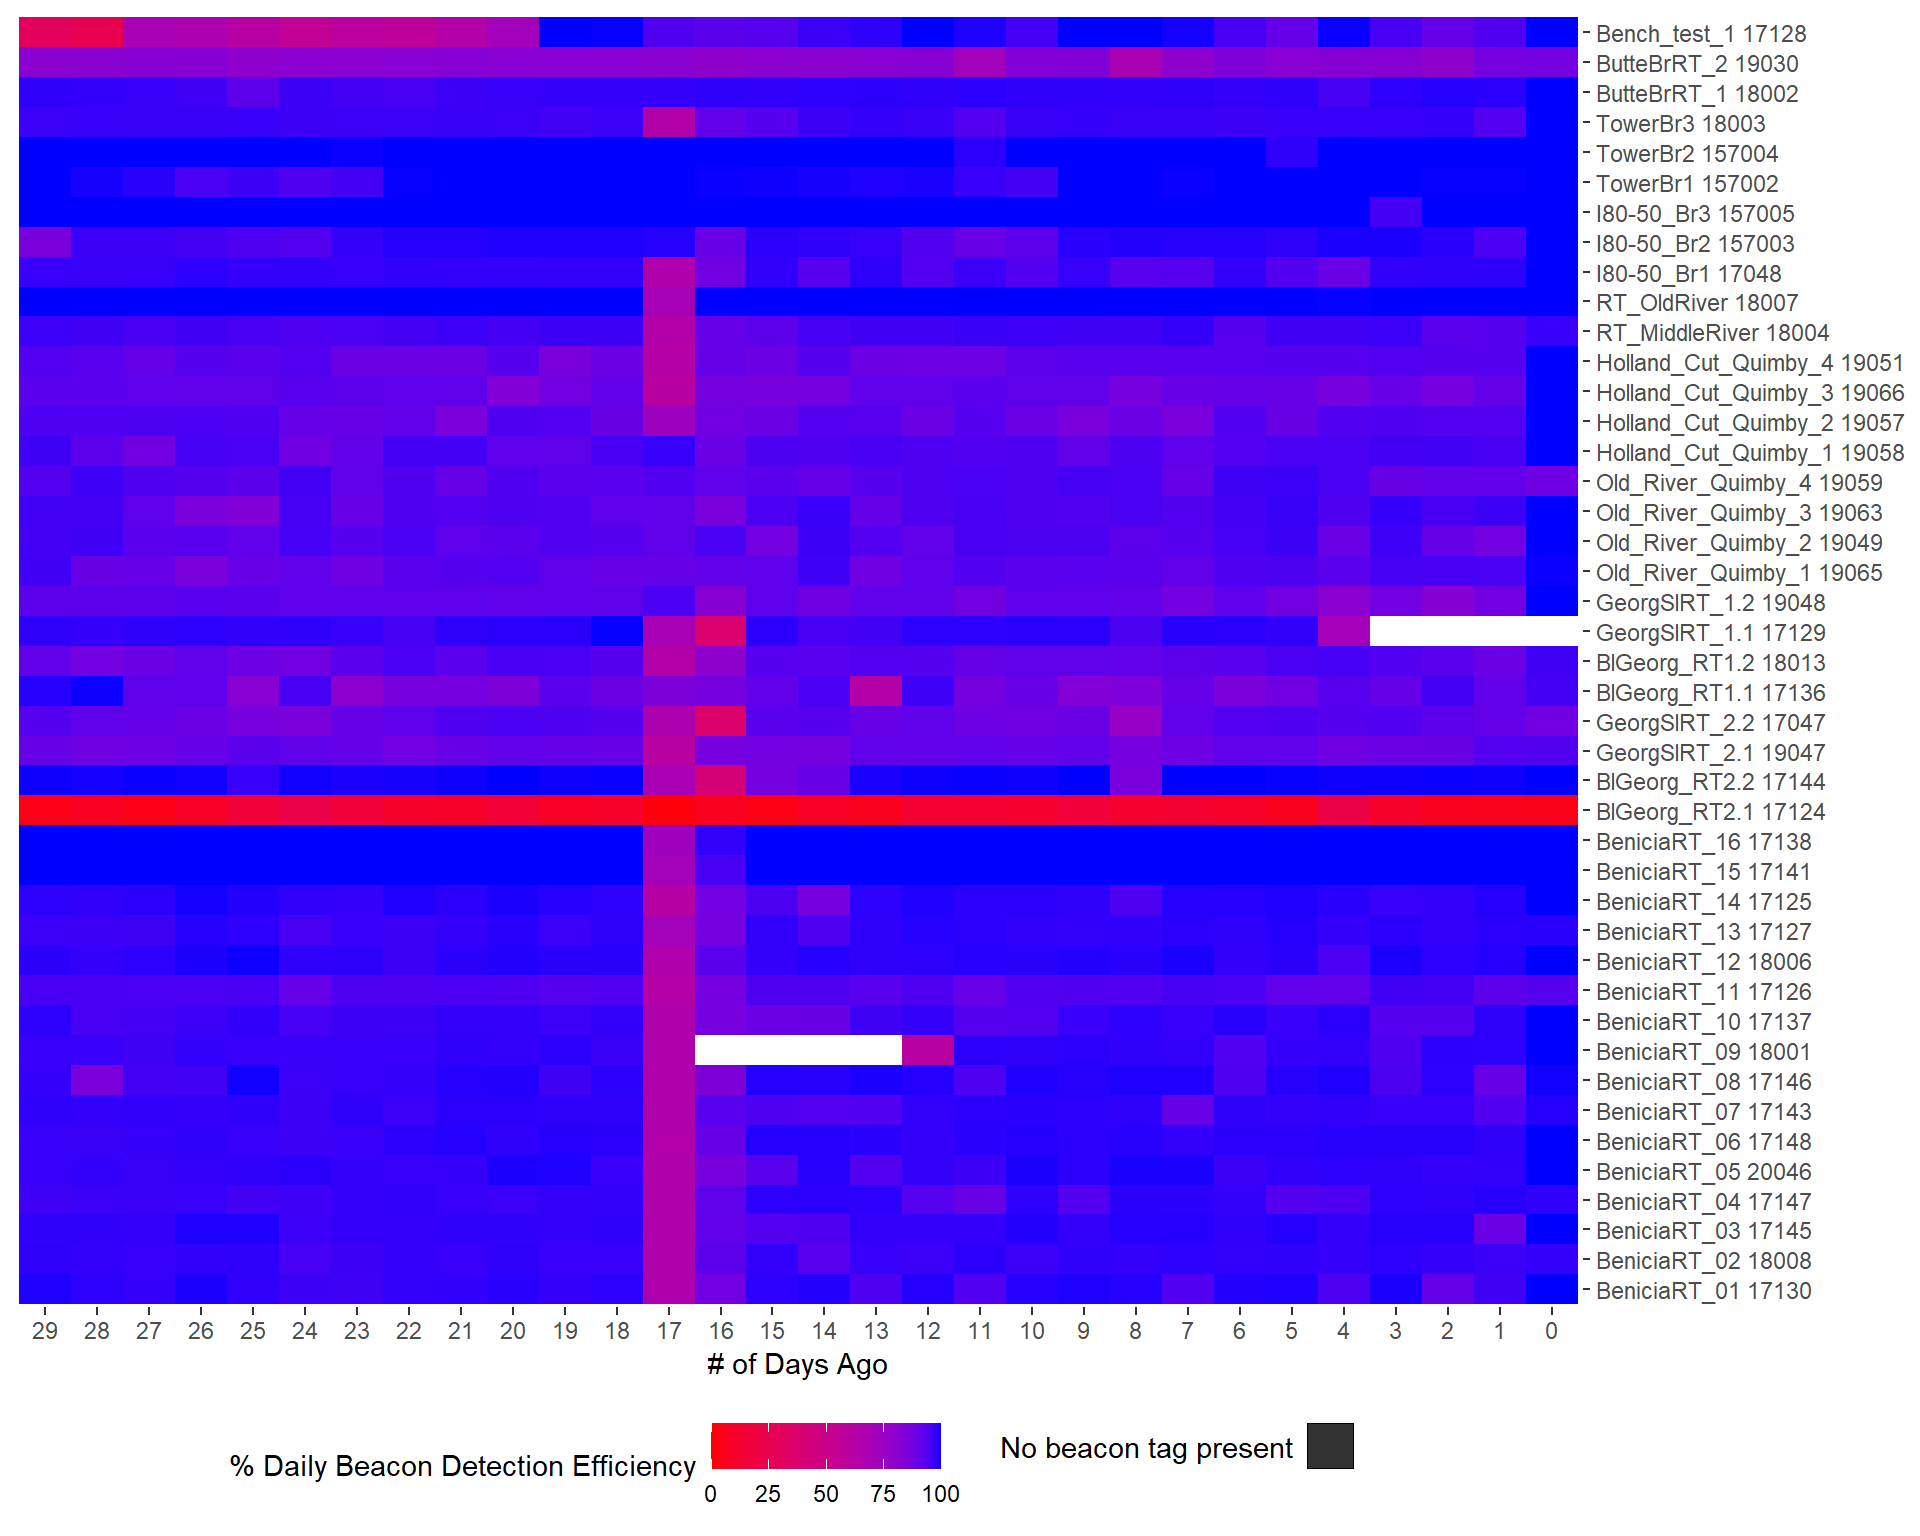 Bench_test_1 17128
ButteBrRT_2 19030
ButteBrRT_1 18002
TowerBr3 18003
TowerBr2 157004
TowerBr1 157002
I80-50_Br3 157005
I80-50_Br2 157003
I80-50_Br1 17048
RT_OldRiver 18007
RT_MiddleRiver 18004
Holland_Cut_Quimby_4 19051
Holland_Cut_Quimby_3 19066
Holland_Cut_Quimby_2 19057
Holland_Cut_Quimby_1 19058
Old_River_Quimby_4 19059
Old_River_Quimby_3 19063
Old_River_Quimby_2 19049
Old_River_Quimby_1 19065
GeorgSlRT_1.2 19048
GeorgSlRT_1.1 17129
BlGeorg_RT1.2 18013
BlGeorg_RT1.1 17136
GeorgSlRT_2.2 17047
GeorgSlRT_2.1 19047
BlGeorg_RT2.2 17144
BlGeorg_RT2.1 17124
BeniciaRT_16 17138
BeniciaRT_15 17141
BeniciaRT_14 17125
BeniciaRT_13 17127
BeniciaRT_12 18006
BeniciaRT_11 17126
BeniciaRT_10 17137
BeniciaRT_09 18001
BeniciaRT_08 17146
BeniciaRT_07 17143
BeniciaRT_06 17148
BeniciaRT_05 20046
BeniciaRT_04 17147
BeniciaRT_03 17145
BeniciaRT_02 18008
BeniciaRT_01 17130
29 28 27 26 25 24 23 22 21 20 19 18 17 16 15 14 13 12 11 10 9 8 7 6 5 4 3 2 1 0
# of Days Ago
% Daily Beacon Detection Efficiency
0 25 50 75 100
No beacon tag present